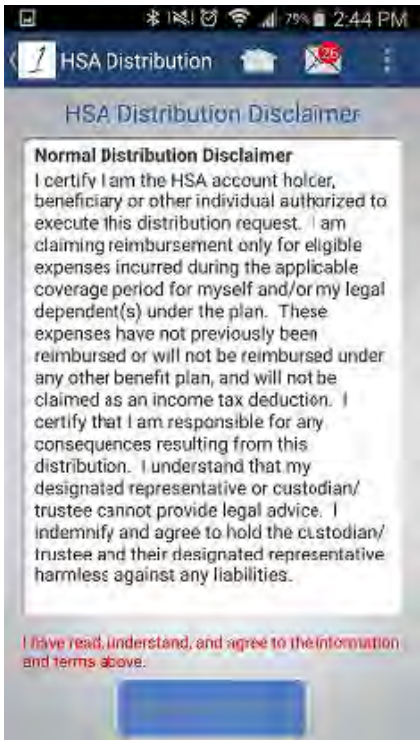 79% 2:44 PM
1 HSA Distribution 26
HSA Distribution Disclaimer
Normal Distribution Disclaimer
I certify I am the HSA account holder,
beneficiary or other individual authorized to
execute this distribution request. I am
claiming reimbursement only for eligible
expenses incurred during the applicable
coverage period for myself and/or my legal
dependent(s) under the plan. These
expenses have not previously been
reimbursed or will not be reimbursed under
any other benefit plan, and will not be
claimed as an income tax deduction. I
certify that I am responsible for any
consequences resulting from this
distribution. I understand that my
designated representative or custodian/
trustee cannot provide legal advice. I
indemnify and agree to hold the custodian/
trustee and their designated representative
harmless against any liabilities.
I have read, understand, and agree to the information
and terms above.